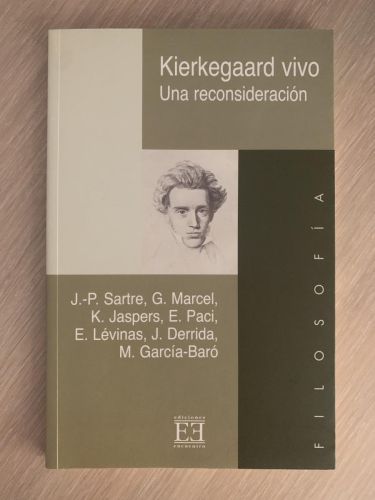 Kierkegaard vivo
Una reconsideración
J.-P. Sartre, G. Marcel,
K. Jaspers, E. Paci,
E. Lévinas, J. Derrida,
M. García-Baró
FILOSOFÍA
ediciones
EE
encuentro